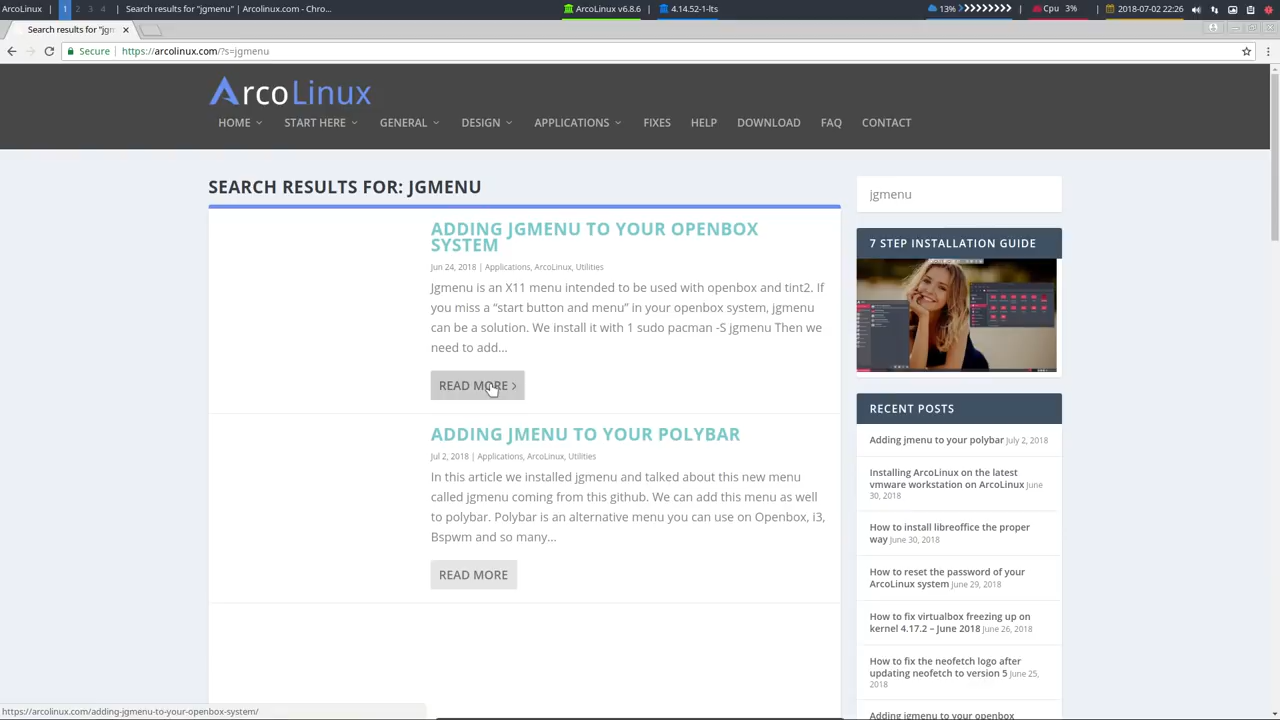 ArcoLinux | 1 2 3 4 | Search results for "jgmenu" | Arcolinux.com - Chro...
ArcoLinux v6.8.6 | 4.14.52-1-lts
13% | Cpu 3% | 2018-07-02 22:26
Search results for "jgm
Secure | https://arcolinux.com/?s=jgmenu
ArcoLinux
HOME START HERE GENERAL DESIGN APPLICATIONS FIXES HELP DOWNLOAD FAQ CONTACT
SEARCH RESULTS FOR: JGMENU
ADDING JGMENU TO YOUR OPENBOX
SYSTEM
Jun 24, 2018 | Applications, ArcoLinux, Utilities
Jgmenu is an X11 menu intended to be used with openbox and tint2. If
you miss a “start button and menu” in your openbox system, jgmenu
can be a solution. We install it with 1 sudo pacman -S jgmenu Then we
need to add...
READ MORE
ADDING JMENU TO YOUR POLYBAR
Jul 2, 2018 | Applications, ArcoLinux, Utilities
In this article we installed jgmenu and talked about this new menu
called jgmenu coming from this github. We can add this menu as well
to polybar. Polybar is an alternative menu you can use on Openbox, i3,
Bspwm and so many...
READ MORE
jgmenu
7 STEP INSTALLATION GUIDE
RECENT POSTS
Adding jmenu to your polybar July 2, 2018
Installing ArcoLinux on the latest
vmware workstation on ArcoLinux June
30, 2018
How to install libreoffice the proper
way June 30, 2018
How to reset the password of your
ArcoLinux system June 29, 2018
How to fix virtualbox freezing up on
kernel 4.17.2 – June 2018 June 26, 2018
How to fix the neofetch logo after
updating neofetch to version 5 June 25,
2018
Adding jgmenu to your openbox
https://arcolinux.com/adding-jgmenu-to-your-openbox-system/